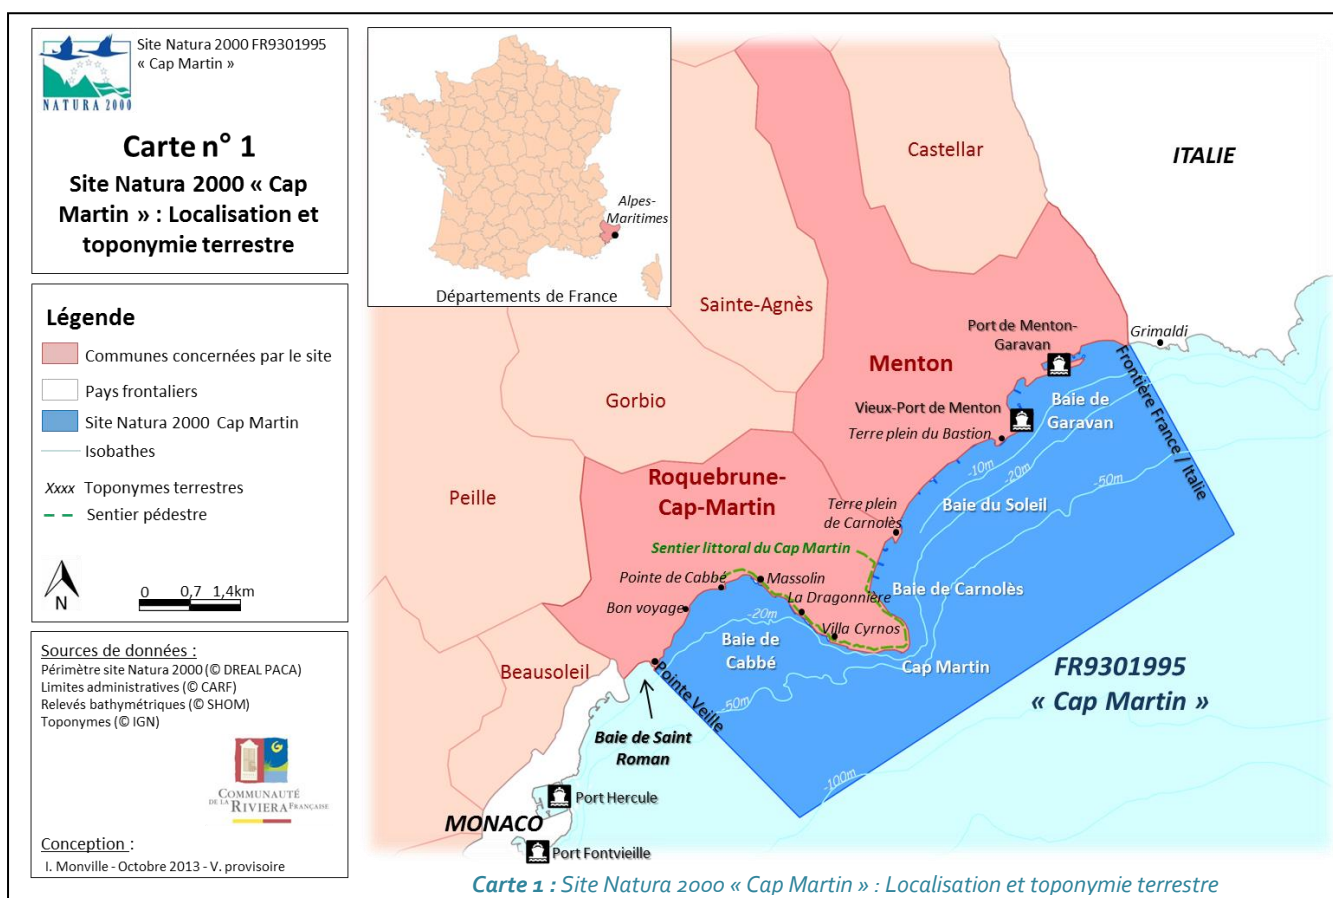 Site Natura 2000 FR9301995
« Cap Martin »
NATURA 2000
Carte n° 1
Site Natura 2000 « Cap
Martin » : Localisation et
toponymie terrestre
Légende
Communes concernées par le site
Pays frontaliers
Site Natura 2000 Cap Martin
Isobathes
Xxxx Toponymes terrestres
Sentier pédestre
N
0 0,7 1,4km
Sources de données :
Périmètre site Natura 2000 (© DREAL PACA)
Limites administratives (© CARF)
Relevés bathymétriques (© SHOM)
Toponymes (© IGN)
COMMUNAUTÉ
DE LA RIVIERA FRANÇAISE
Conception :
I. Monville - Octobre 2013 - V. provisoire
Alpes-
Maritimes
Départements de France
Castellar
ITALIE
Sainte-Agnès
Port de Menton-
Garavan
Grimaldi
Menton
Frontière France / Italie
Gorbio
Vieux-Port de Menton
Baie de
Garavan
Terre plein du Bastion
Roquebrune-
Cap-Martin
Peille
-10m
-20m
-50m
Terre plein
de Carnolès
Baie du Soleil
Sentier littoral du Cap Martin
Pointe de Cabbé
Massolin
Baie de Carnolès
La Dragonnière
Bon voyage
-20m
Villa Cyrnos
Baie de
Cabbé
Cap Martin
Beausoleil
FR9301995
« Cap Martin »
Pointe Veille
-50m
Baie de Saint
Roman
-100m
Port Hercule
MONACO
Port Fontvieille
Carte 1 : Site Natura 2000 « Cap Martin » : Localisation et toponymie terrestre